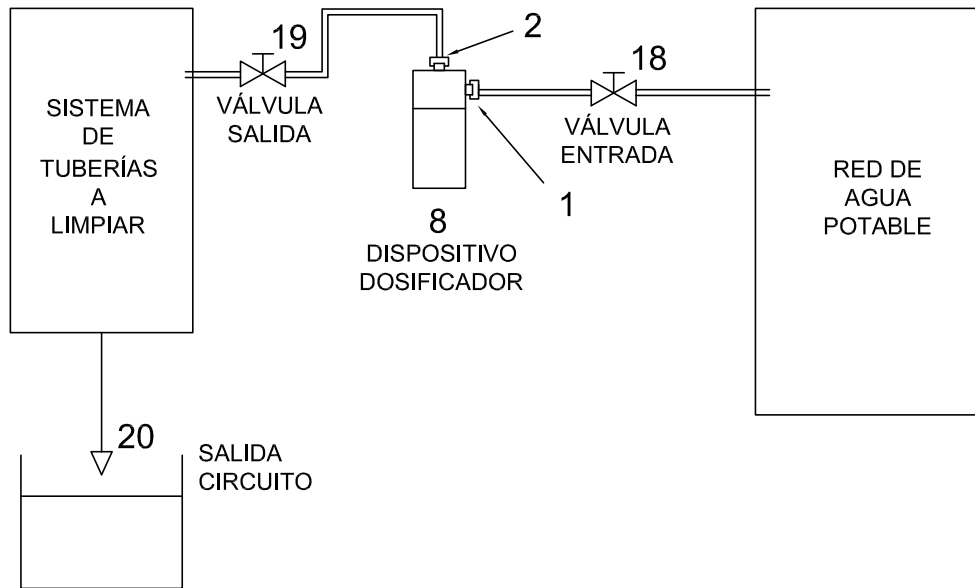 19
VÁLVULA
SALIDA
2
18
VÁLVULA
ENTRADA
1
SISTEMA
DE
TUBERÍAS
A
LIMPIAR
8
DISPOSITIVO
DOSIFICADOR
RED DE
AGUA
POTABLE
20
SALIDA
CIRCUITO